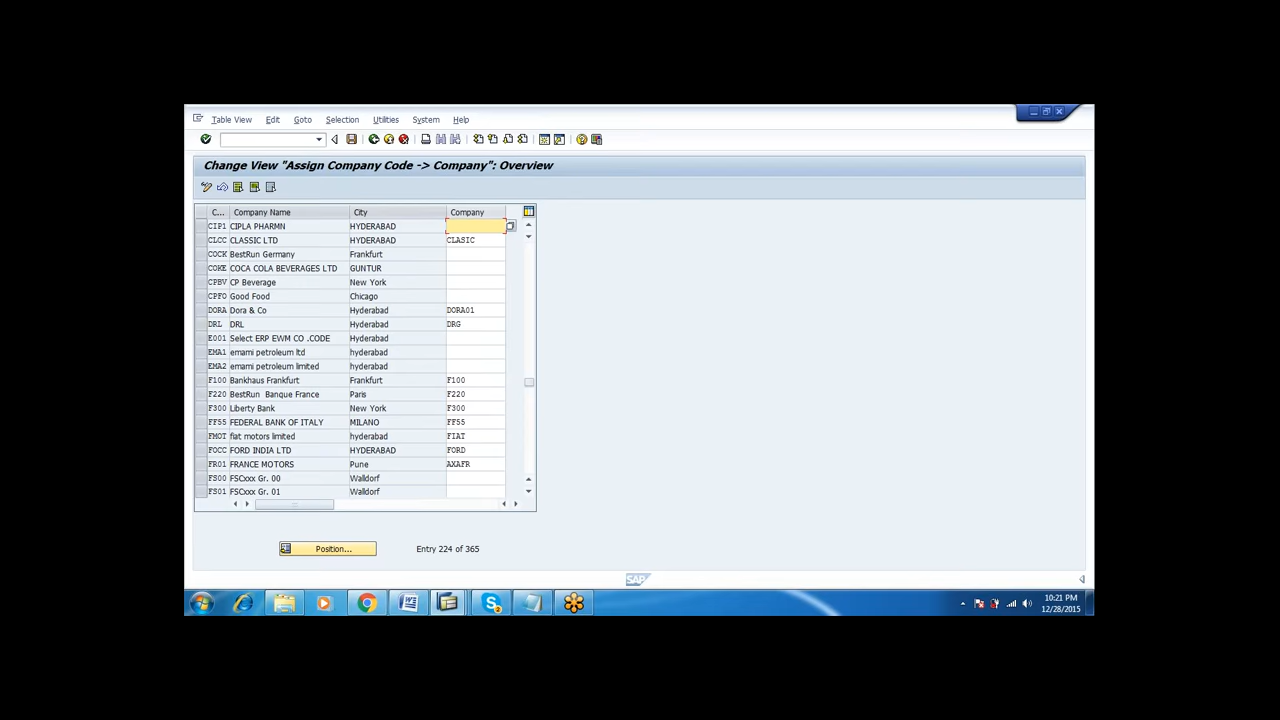 Table View Edit Goto Selection Utilities System Help
Change View "Assign Company Code -> Company": Overview
C... Company Name City Company
CIP1 CIPLA PHARMN HYDERABAD
CLCC CLASSIC LTD HYDERABAD CLASIC
COCK BestRun Germany Frankfurt
COKE COCA COLA BEVERAGES LTD GUNTUR
CPBV CP Beverage New York
CPFO Good Food Chicago
DORA Dora & Co Hyderabad DORA01
DRL DRL Hyderabad DRG
E001 Select ERP EWM CO .CODE hyderabad
EMA1 emami petroleum ltd hyderabad
EMA2 emami petroleum limited hyderabad
F100 Bankhaus Frankfurt Frankfurt F100
F220 BestRun Banque France Paris F220
F300 Liberty Bank New York F300
FF55 FEDERAL BANK OF ITALY MILANO FF55
FMOT fiat motors limited hyderabad FIAT
FOCC FORD INDIA LTD HYDERABAD FORD
FR01 FRANCE MOTORS Pune AXAFR
FS00 FSCxxx Gr. 00 Walldorf
FS01 FSCxxx Gr. 01 Walldorf
Position... Entry 224 of 365
SAP
10:21 PM
12/28/2015